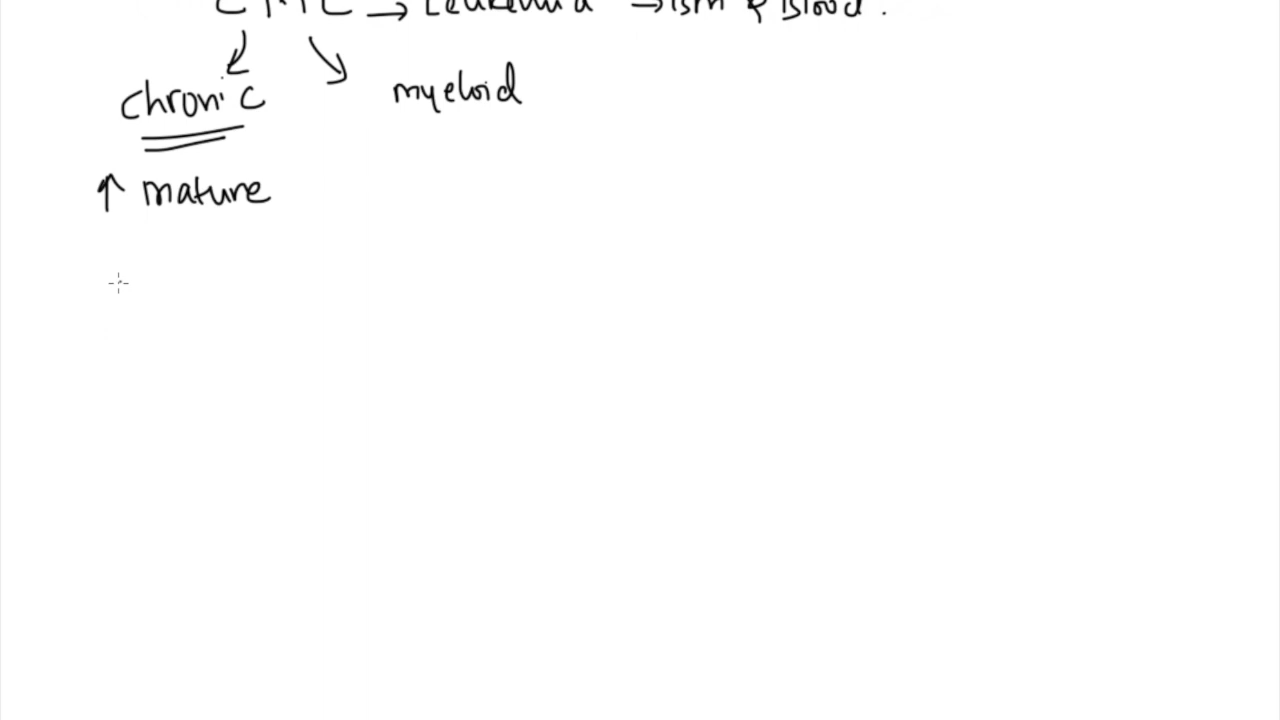 CML → Leukemia → BM & Blood.
chronic myeloid
↑ mature